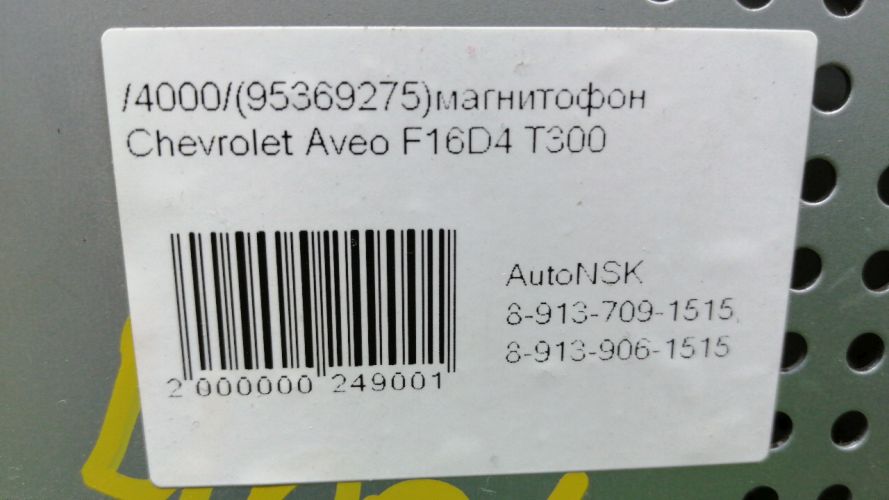 /4000/(95369275)магнитофон
Chevrolet Aveo F16D4 T300
AutoNSK
8-913-709-1515,
8-913-906-1515
2 000000 249001